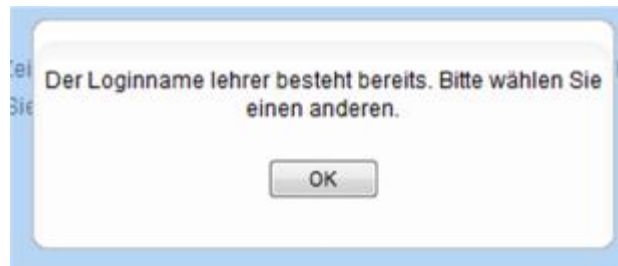 Der Loginname lehrer besteht bereits. Bitte wählen Sie
einen anderen.
OK